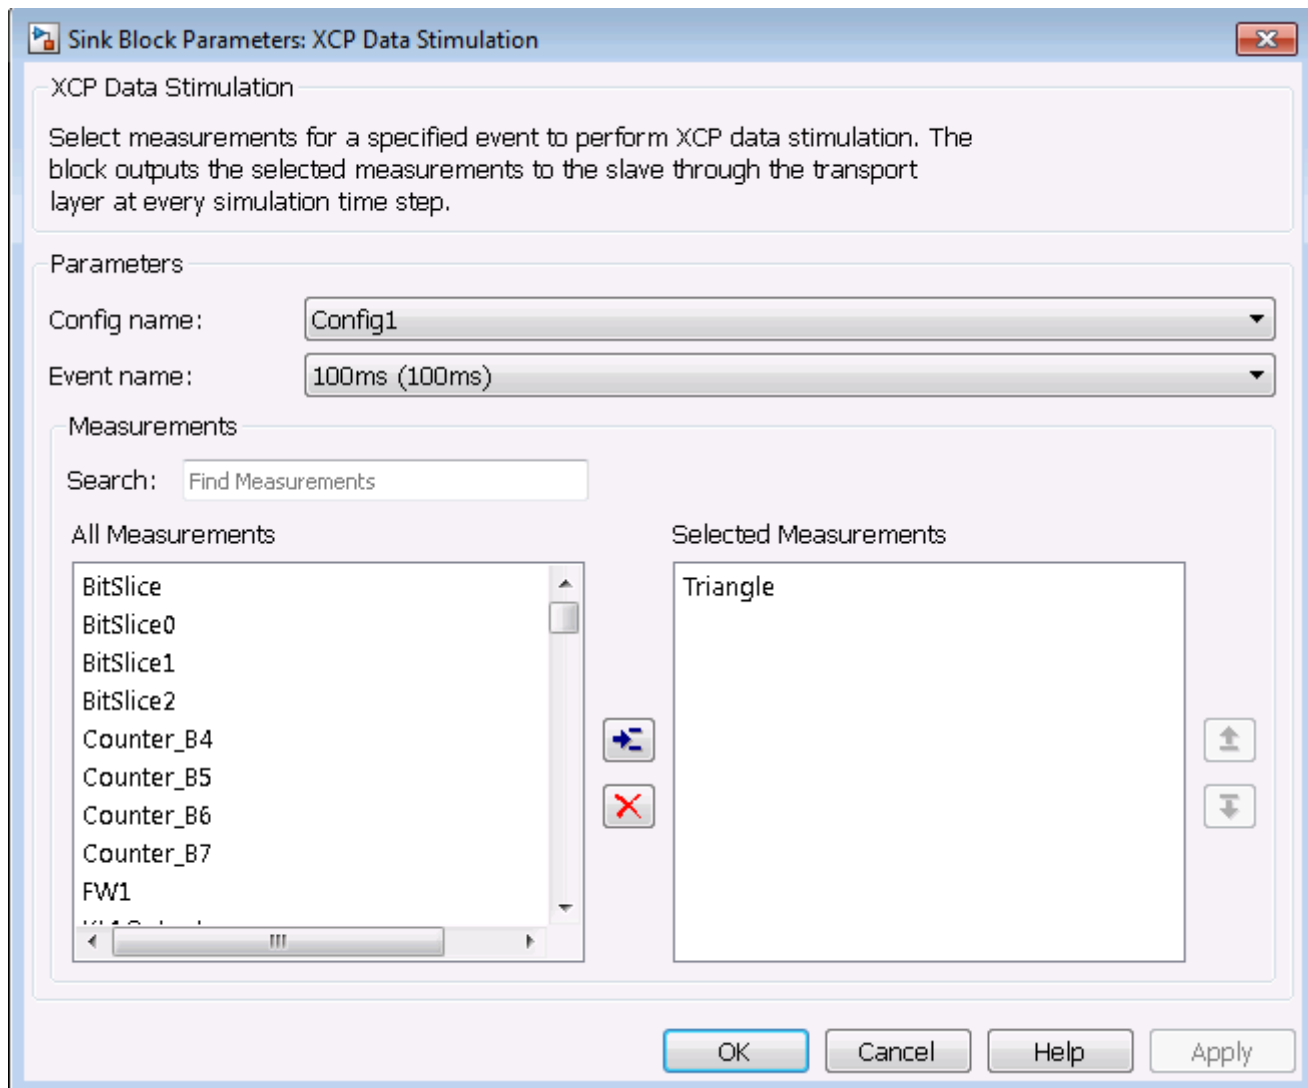 Sink Block Parameters: XCP Data Stimulation
XCP Data Stimulation
Select measurements for a specified event to perform XCP data stimulation. The
block outputs the selected measurements to the slave through the transport
layer at every simulation time step.
Parameters
Config name:
Config1
Event name:
100ms (100ms)
Measurements
Search:
Find Measurements
All Measurements
BitSlice
BitSlice0
BitSlice1
BitSlice2
Counter_B4
Counter_B5
Counter_B6
Counter_B7
FW1
Selected Measurements
Triangle
OK
Cancel
Help
Apply